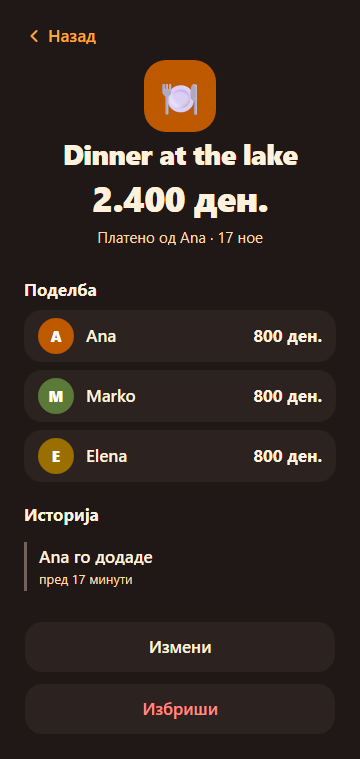 Назад
Dinner at the lake
2.400 ден.
Платено од Ana · 17 ное
Поделба
A Ana 800 ден.
M Marko 800 ден.
E Elena 800 ден.
Историја
Ana го додаде
пред 17 минути
Измени
Избриши